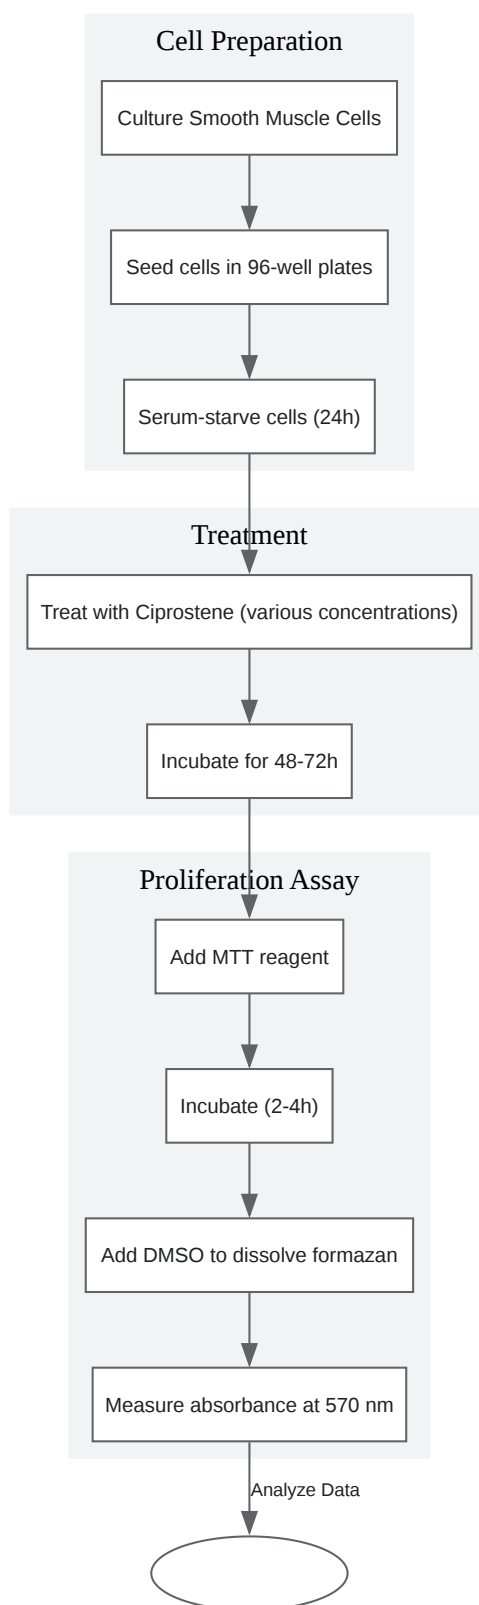 Cell Preparation
Culture Smooth Muscle Cells
Seed cells in 96-well plates
Serum-starve cells (24h)
Treatment
Treat with Ciprostene (various concentrations)
Incubate for 48-72h
Proliferation Assay
Add MTT reagent
Incubate (2-4h)
Add DMSO to dissolve formazan
Measure absorbance at 570 nm
Analyze Data